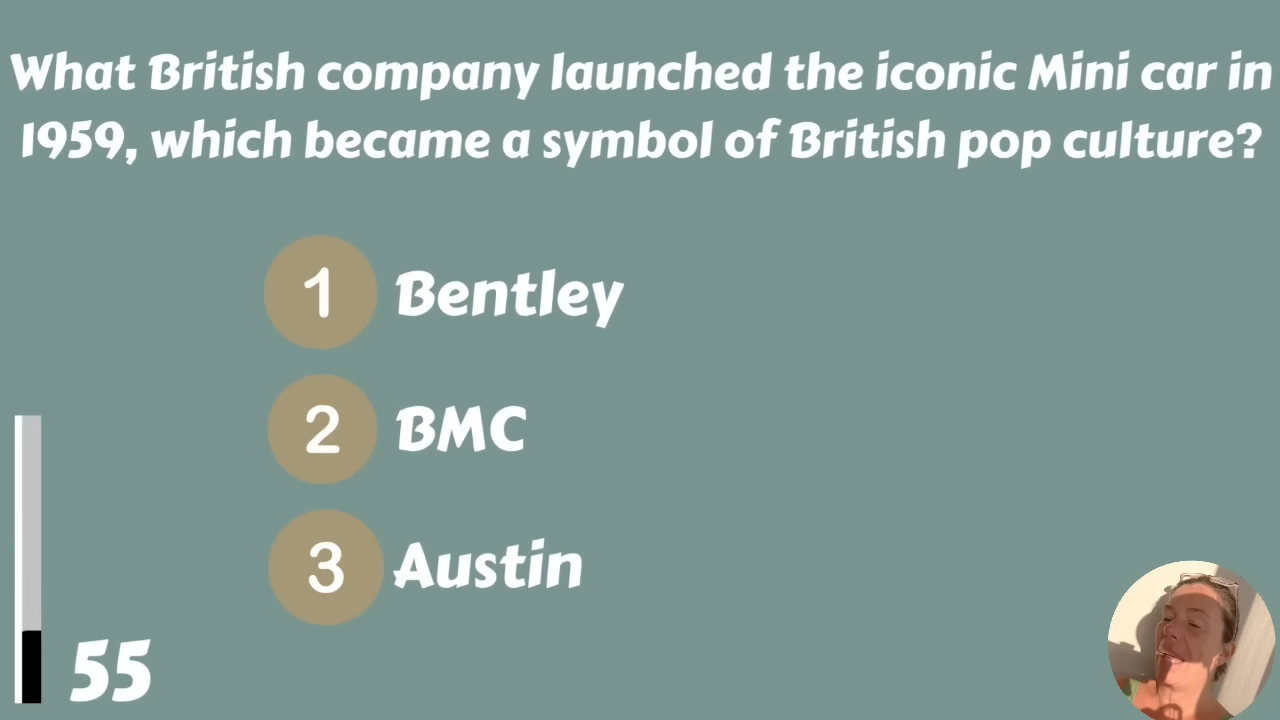 What British company launched the iconic Mini car in
1959, which became a symbol of British pop culture?
1 Bentley
2 BMC
3 Austin
55